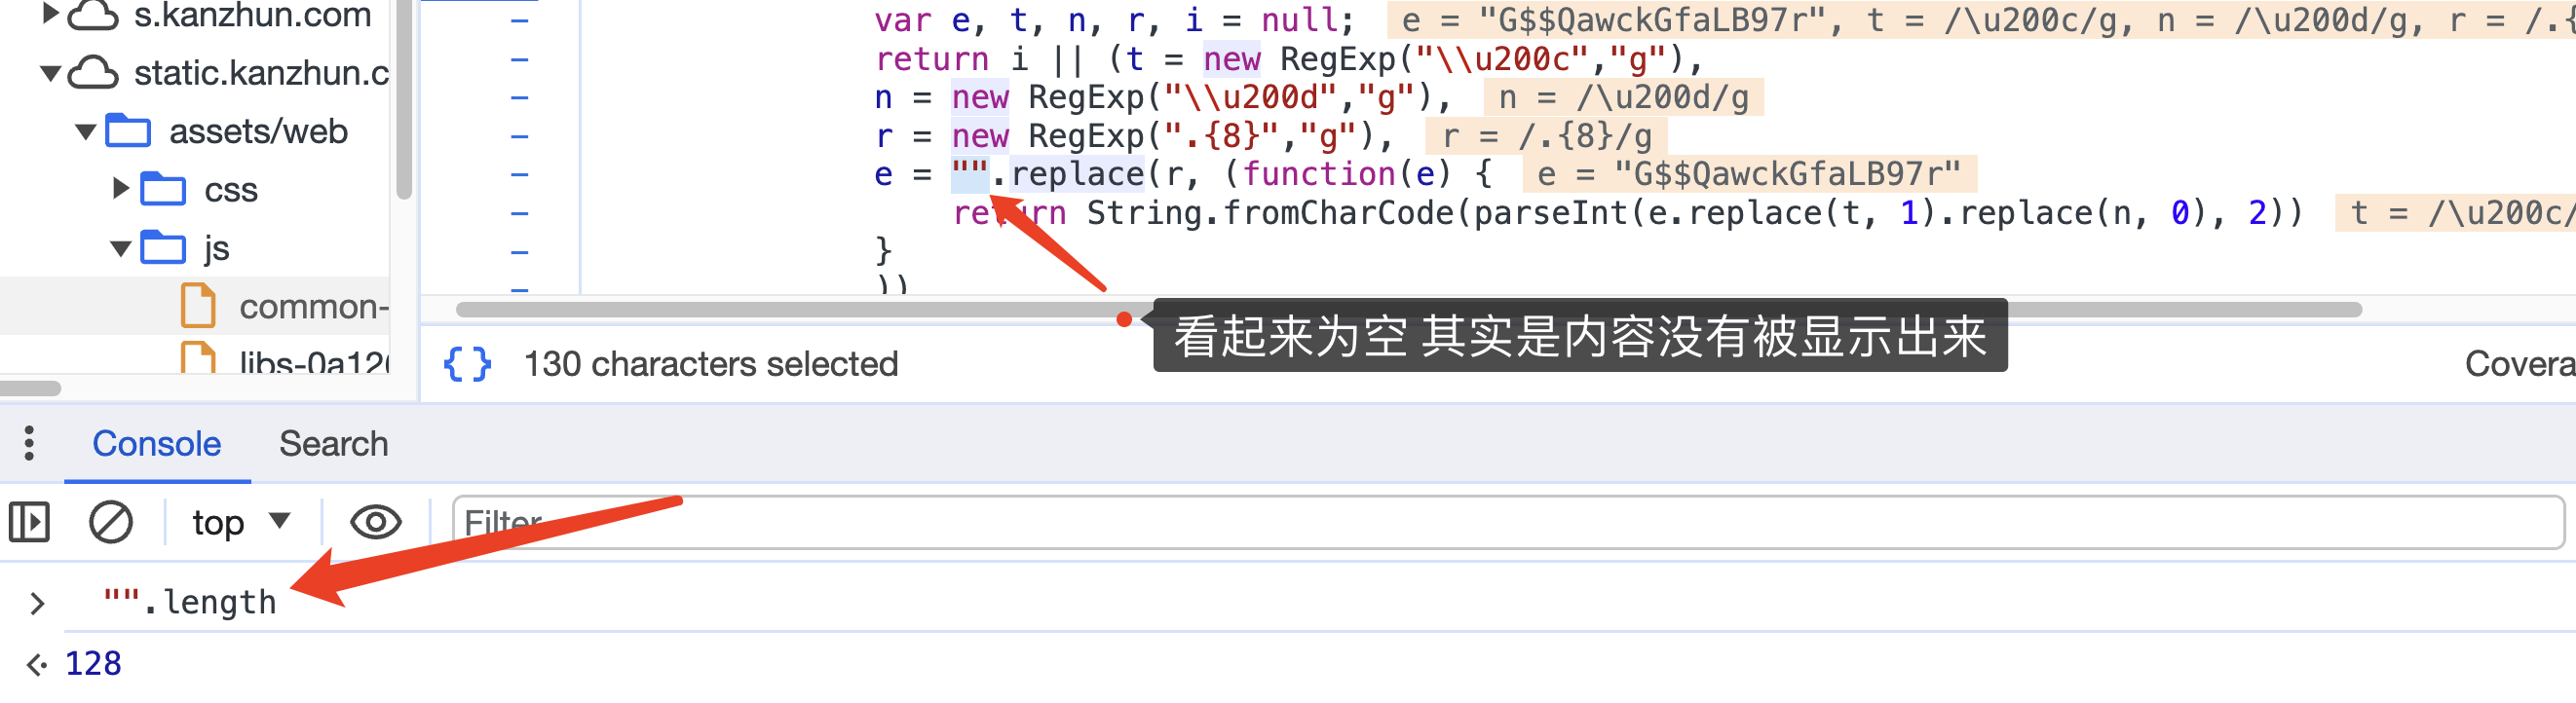 s.kanzhun.com
static.kanzhun.c
assets/web
css
js
common-
libs-0a12
var e, t, n, r, i = null; e = "G$$QawckGfaLB97r", t = /\u200c/g, n = /\u200d/g, r = /.{
return i || (t = new RegExp("\\u200c","g"),
n = new RegExp("\\u200d","g"), n = /\u200d/g
r = new RegExp(".{8}","g"), r = /.{8}/g
e = "".replace(r, (function(e) { e = "G$$QawckGfaLB97r"
return String.fromCharCode(parseInt(e.replace(t, 1).replace(n, 0), 2)) t = /\u200c/
}
))
看起来为空 其实是内容没有被显示出来
{} 130 characters selected
Covera
Console Search
top Filter
> "".length
128